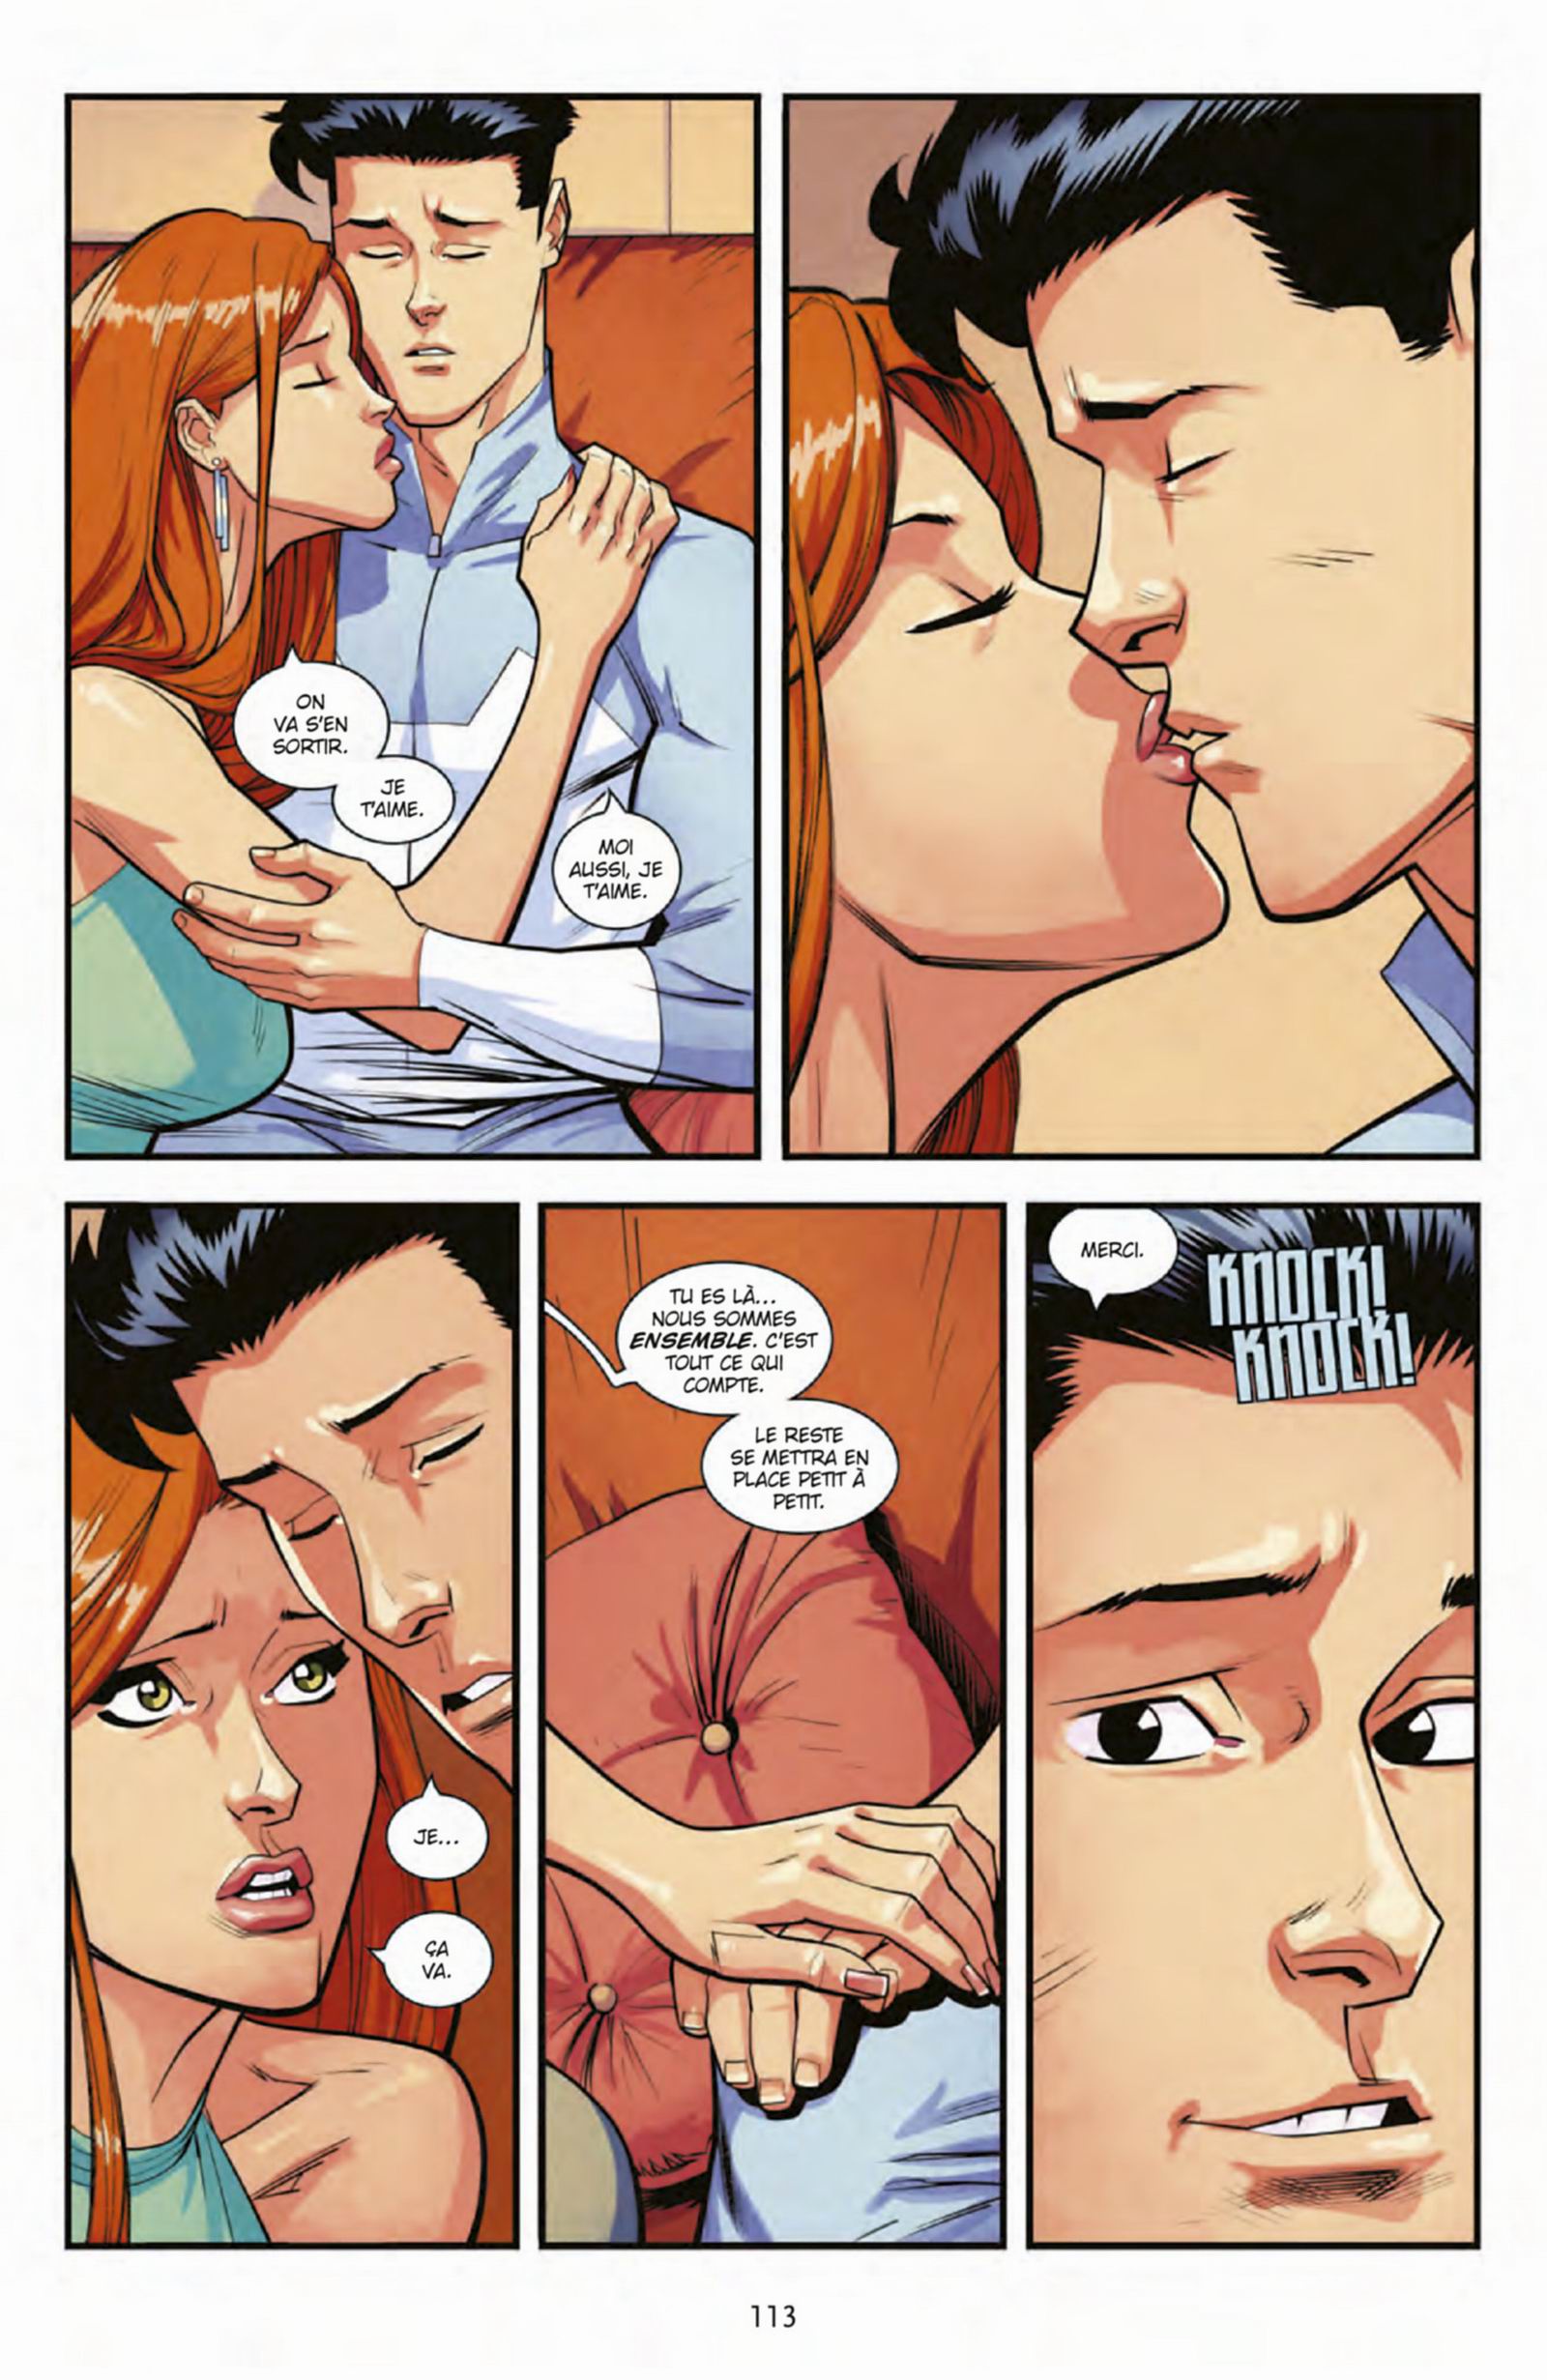 ON
VA S'EN
SORTIR.
JE
T'AIME.
MOI
AUSSI, JE
T'AIME.
JE...
ÇA
VA.
TU ES LÀ...
NOUS SOMMES
ENSEMBLE. C'EST
TOUT CE QUI
COMPTE.
LE RESTE
SE METTRA EN
PLACE PETIT À
PETIT.
MERCI.
KNOCK!
KNOCK!
113